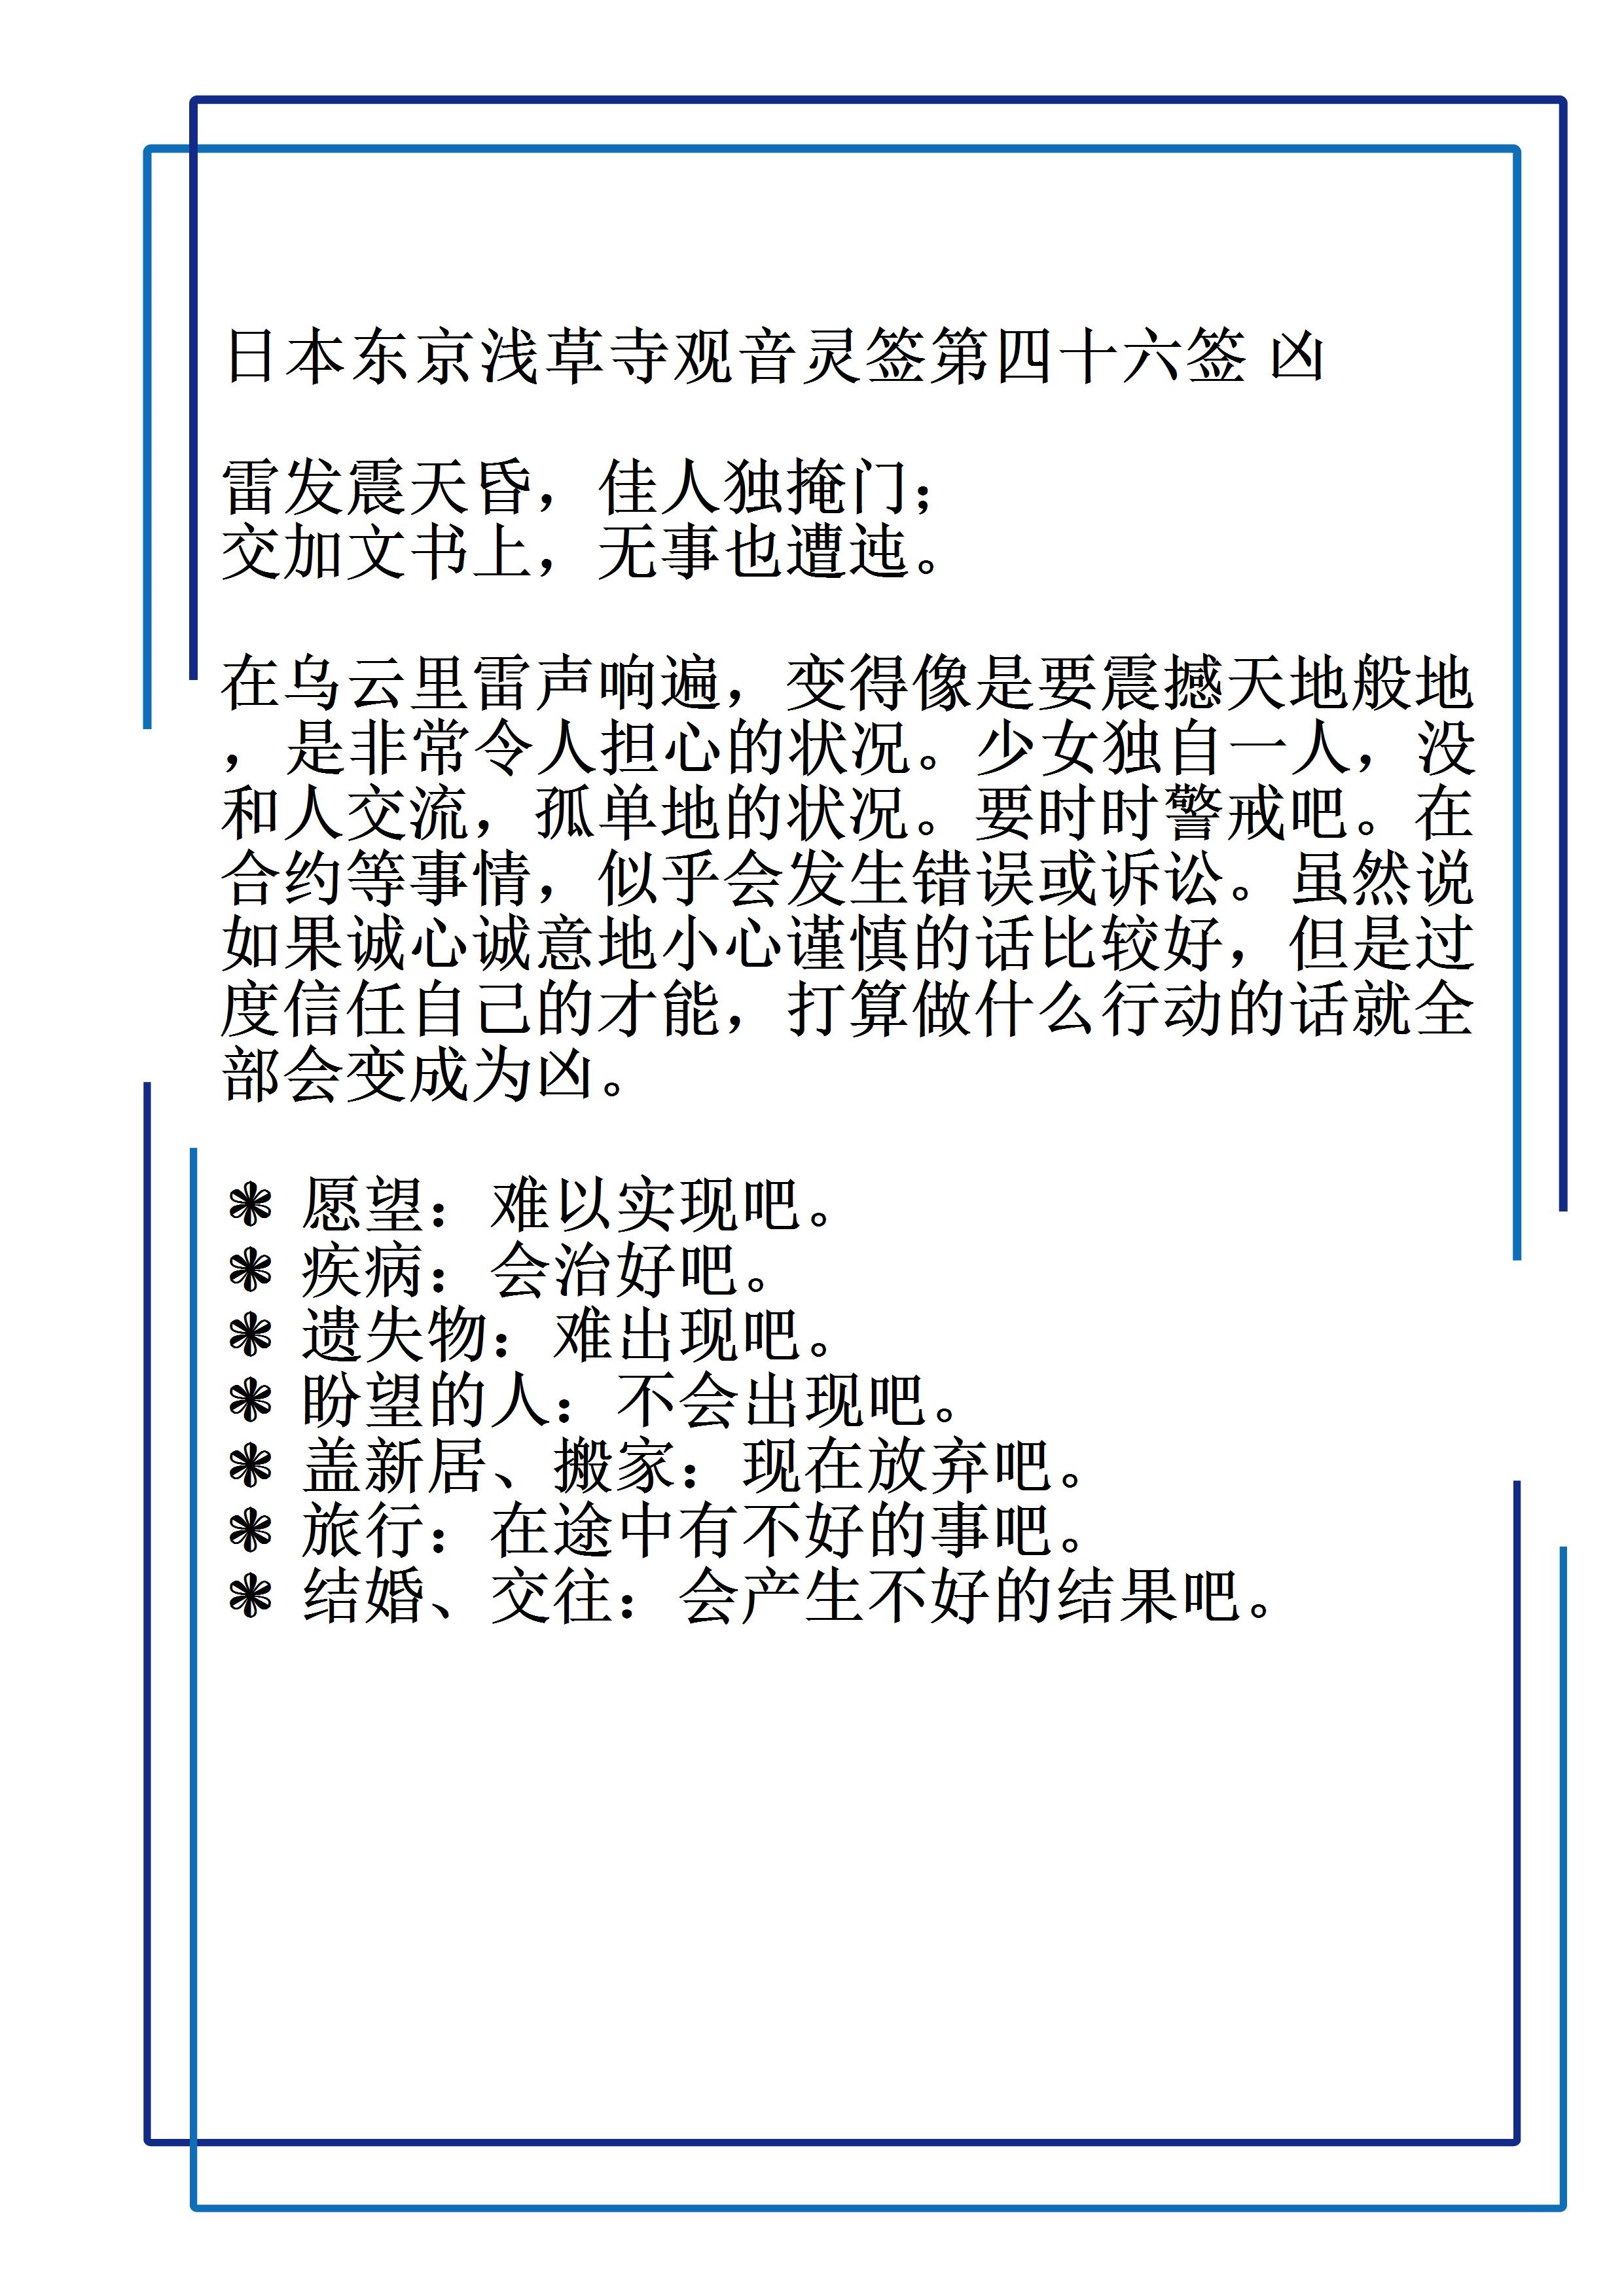 日本东京浅草寺观音灵签第四十六签 凶
雷发震天昏，佳人独掩门；
交加文书上，无事也遭迍。
在乌云里雷声响遍，变得像是要震撼天地般地
，是非常令人担心的状况。少女独自一人，没
和人交流，孤单地的状况。要时时警戒吧。在
合约等事情，似乎会发生错误或诉讼。虽然说
如果诚心诚意地小心谨慎的话比较好，但是过
度信任自己的才能，打算做什么行动的话就全
部会变成为凶。
❃ 愿望：难以实现吧。
❃ 疾病：会治好吧。
❃ 遗失物：难出现吧。
❃ 盼望的人：不会出现吧。
❃ 盖新居、搬家：现在放弃吧。
❃ 旅行：在途中有不好的事吧。
❃ 结婚、交往：会产生不好的结果吧。